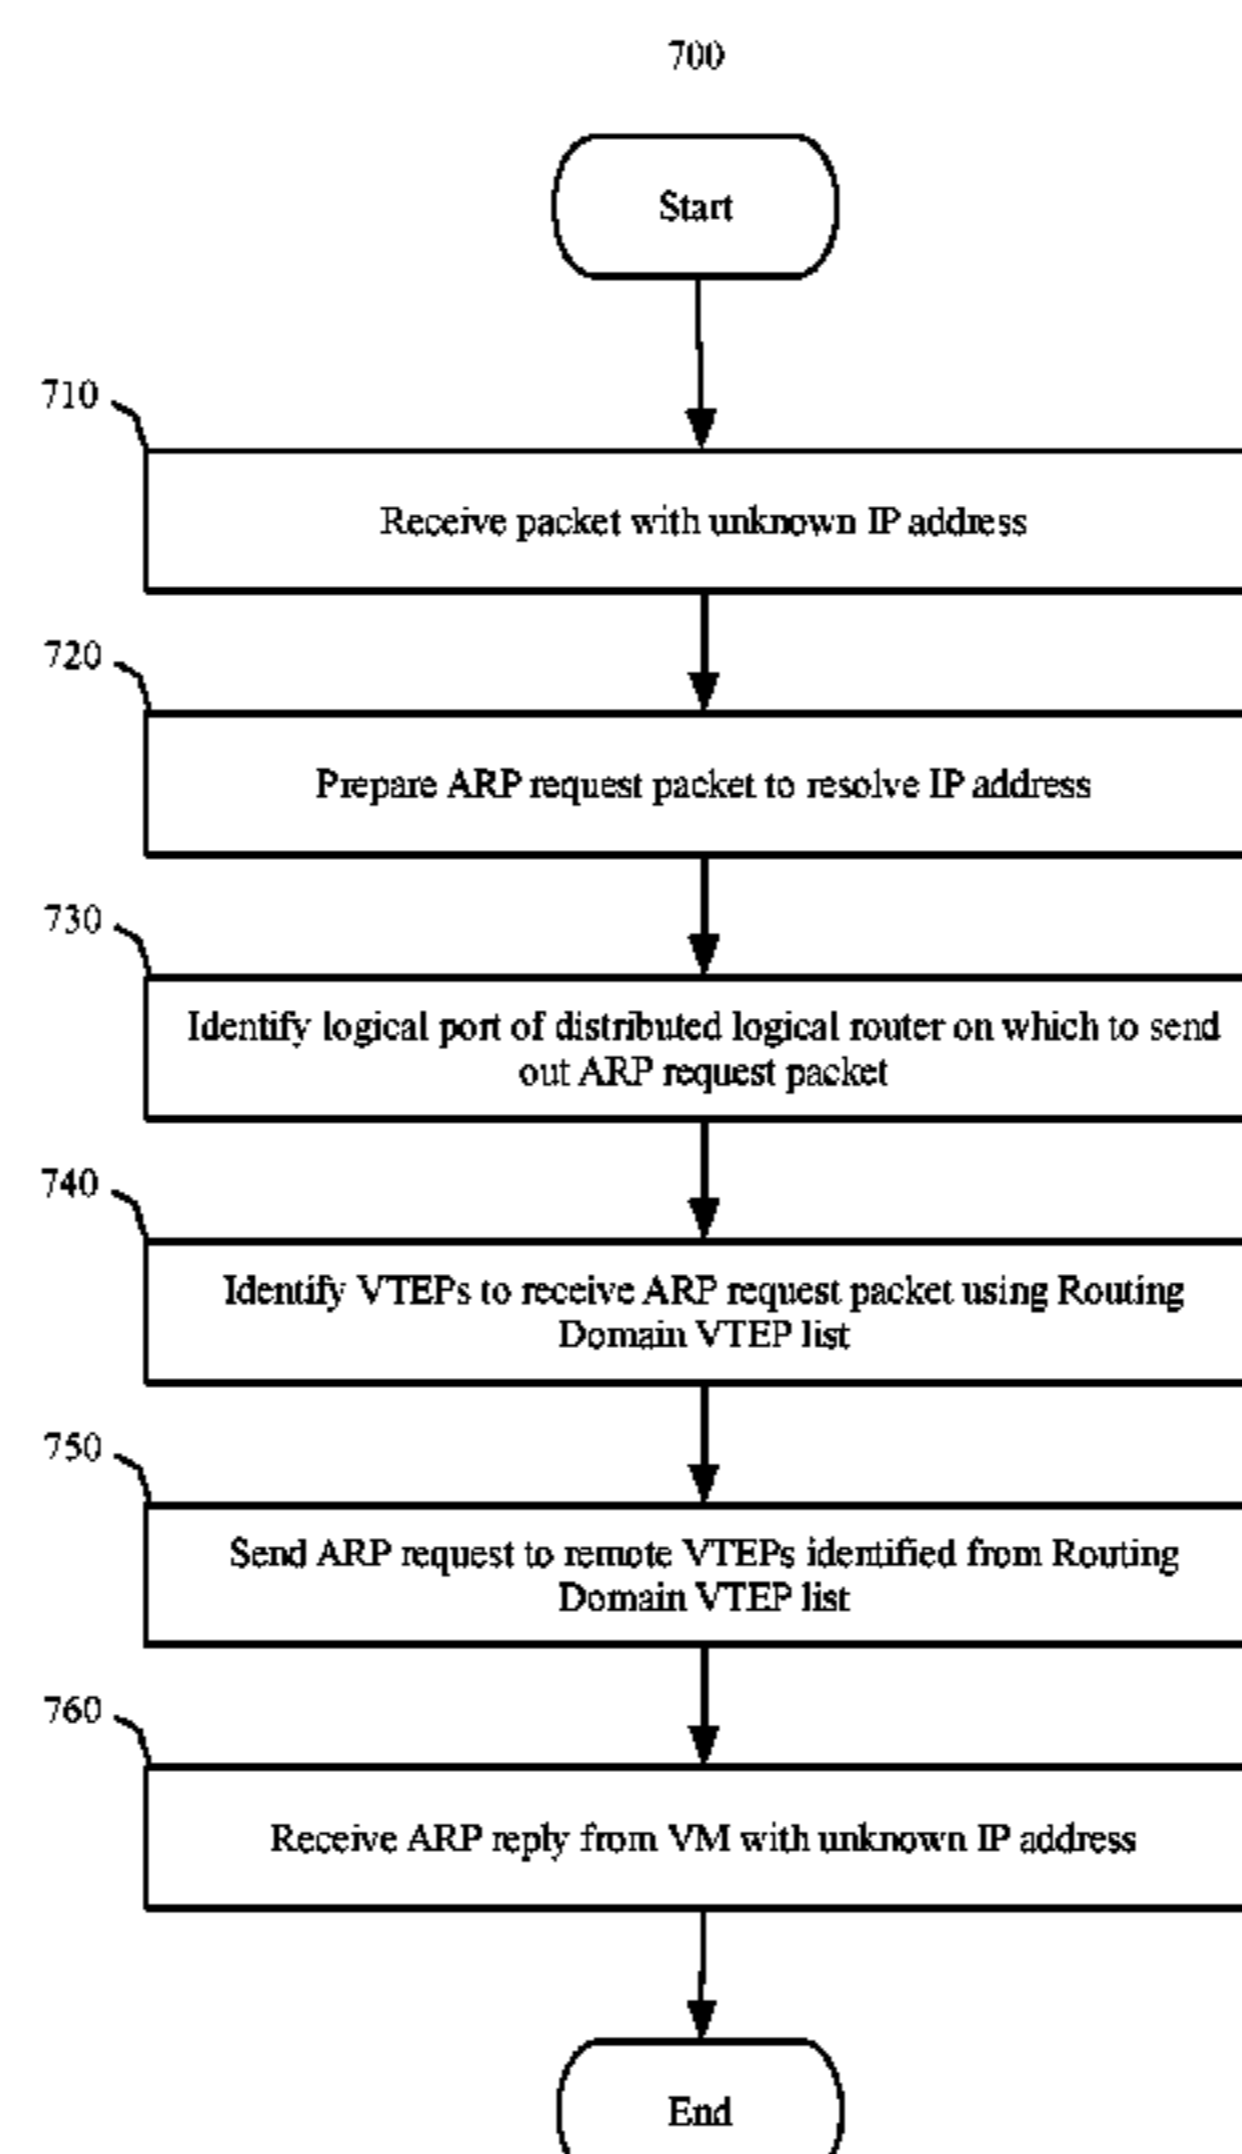 700
Start
710
Receive packet with unknown IP address
720
Prepare ARP request packet to resolve IP address
730
Identify logical port of distributed logical router on which to send
out ARP request packet
740
Identify VTEPs to receive ARP request packet using Routing
Domain VTEP list
750
Send ARP request to remote VTEPs identified from Routing
Domain VTEP list
760
Receive ARP reply from VM with unknown IP address
End